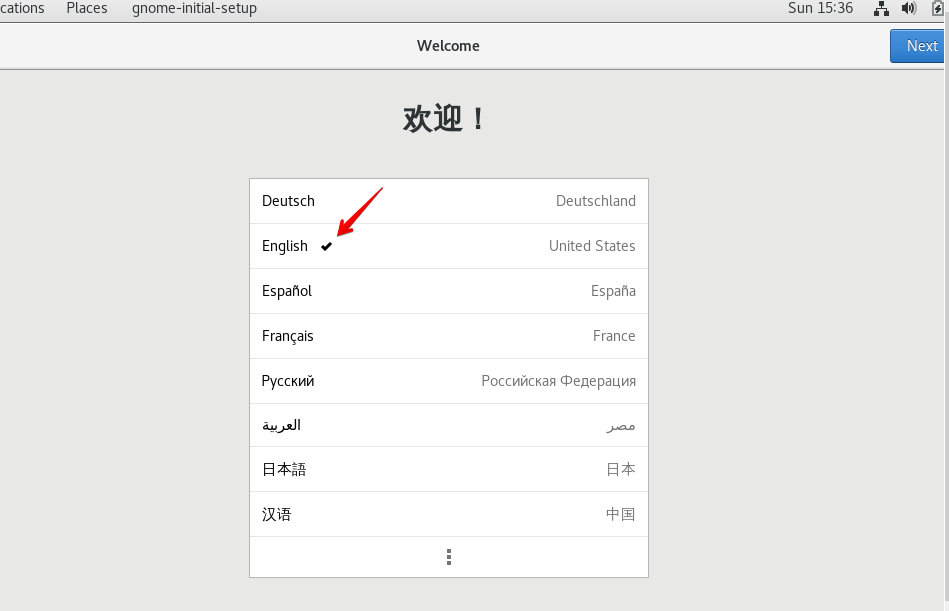 cations Places gnome-initial-setup Sun 15:36
Welcome Next
欢迎！
Deutsch Deutschland
English United States
Español España
Français France
Русский Российская Федерация
العربية مصر
日本語 日本
汉语 中国